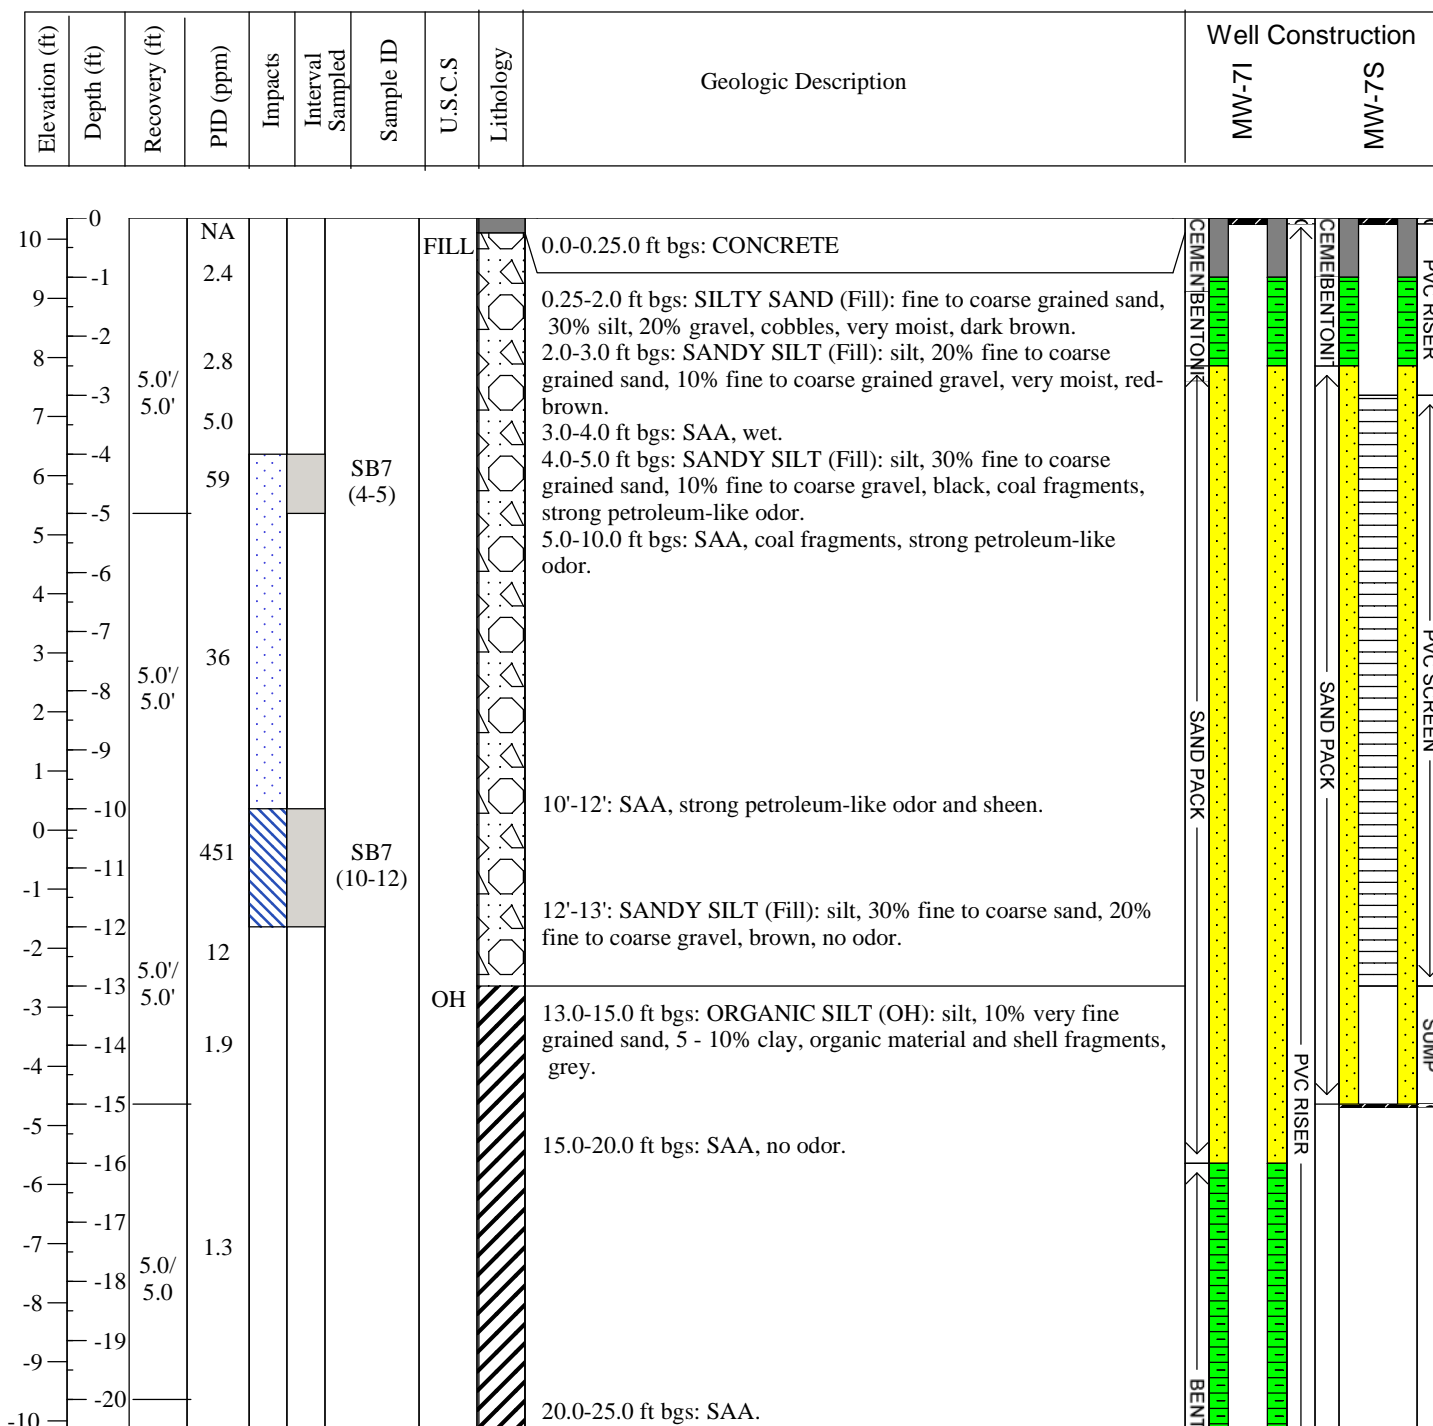 Elevation (ft)
Depth (ft)
Recovery (ft)
PID (ppm)
Impacts
Interval
Sampled
Sample ID
U.S.C.S
Lithology
Geologic Description
Well Construction
MW-7I
MW-7S
10
9
8
7
6
5
4
3
2
1
0
-1
-2
-3
-4
-5
-6
-7
-8
-9
-10
0
-1
-2
-3
-4
-5
-6
-7
-8
-9
-10
-11
-12
-13
-14
-15
-16
-17
-18
-19
-20
5.0'/
5.0'
5.0'/
5.0'
5.0'/
5.0'
5.0/
5.0
NA
2.4
2.8
5.0
59
36
451
12
1.9
1.3
SB7
(4-5)
SB7
(10-12)
FILL
OH
0.0-0.25.0 ft bgs: CONCRETE
0.25-2.0 ft bgs: SILTY SAND (Fill): fine to coarse grained sand,
30% silt, 20% gravel, cobbles, very moist, dark brown.
2.0-3.0 ft bgs: SANDY SILT (Fill): silt, 20% fine to coarse
grained sand, 10% fine to coarse grained gravel, very moist, red-
brown.
3.0-4.0 ft bgs: SAA, wet.
4.0-5.0 ft bgs: SANDY SILT (Fill): silt, 30% fine to coarse
grained sand, 10% fine to coarse gravel, black, coal fragments,
strong petroleum-like odor.
5.0-10.0 ft bgs: SAA, coal fragments, strong petroleum-like
odor.
10'-12': SAA, strong petroleum-like odor and sheen.
12'-13': SANDY SILT (Fill): silt, 30% fine to coarse sand, 20%
fine to coarse gravel, brown, no odor.
13.0-15.0 ft bgs: ORGANIC SILT (OH): silt, 10% very fine
grained sand, 5 - 10% clay, organic material and shell fragments,
grey.
15.0-20.0 ft bgs: SAA, no odor.
20.0-25.0 ft bgs: SAA.
CEMENT
BENTONIT
SAND PACK
BENT
PVC RISER
CEME
BENTONIT
SAND PACK
PVC RISER
PVC SCREEN
SUMP